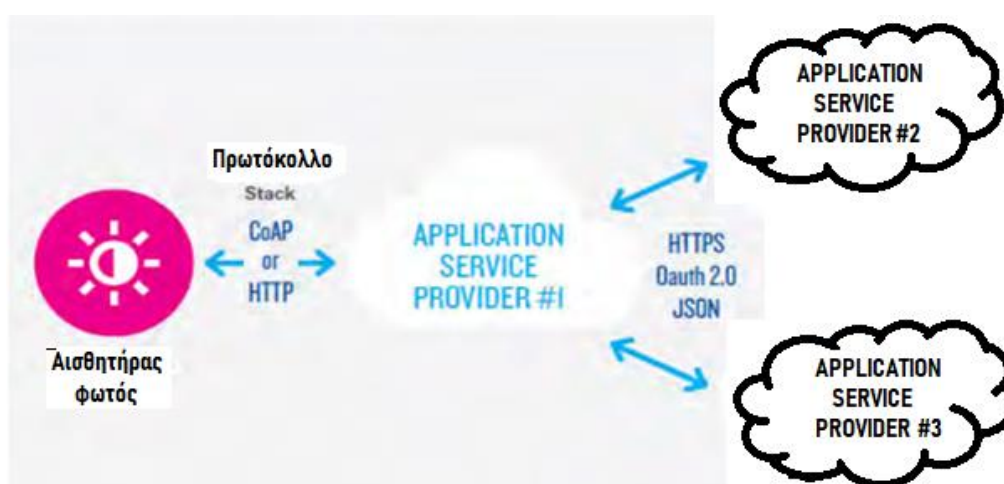 Πρωτόκολλο
Stack
CoAP
or
HTTP
Αισθητήρας
φωτός
APPLICATION
SERVICE
PROVIDER #1
HTTPS
Oauth 2.0
JSON
APPLICATION
SERVICE
PROVIDER #2
APPLICATION
SERVICE
PROVIDER #3